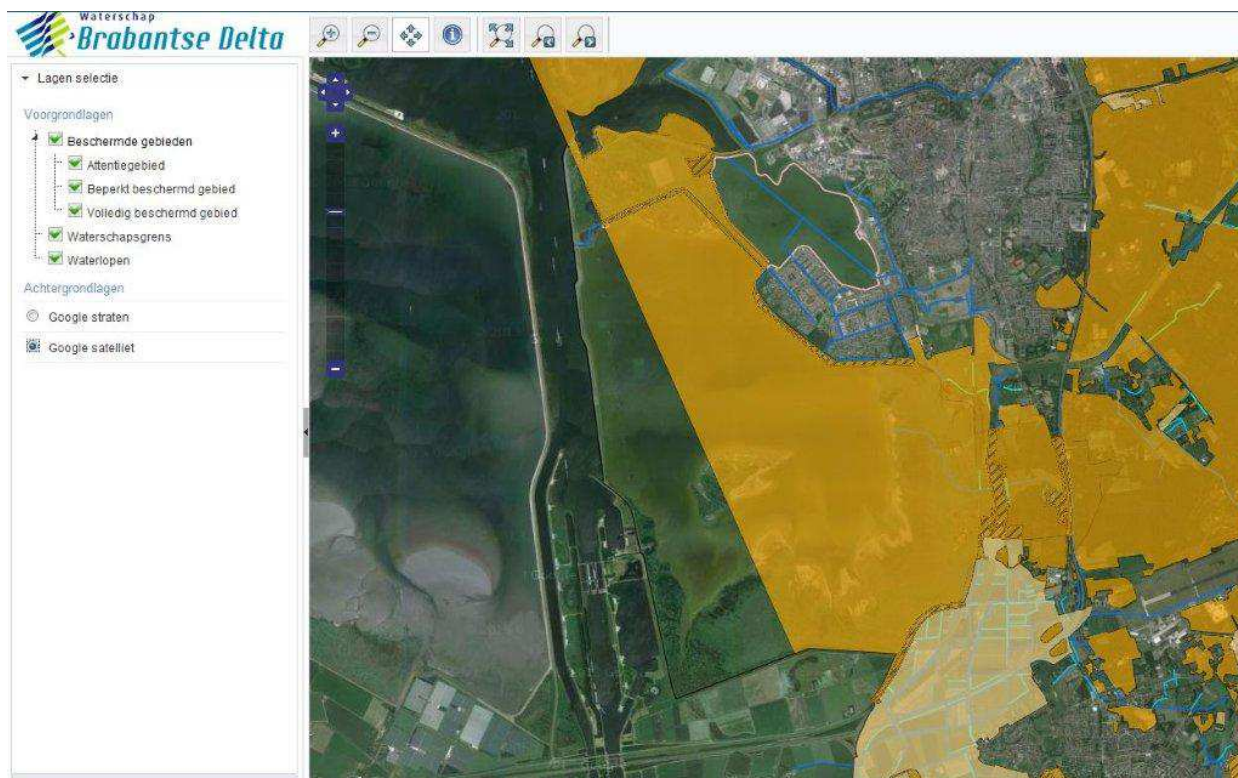 Waterschap
Brabantse Delta
Lagen selectie
Voorgrondlagen
Beschermde gebieden
Attentiegebied
Beperkt beschermd gebied
Volledig beschermd gebied
Waterschapsgrens
Waterlopen
Achtergrondlagen
Google straten
Google satelliet